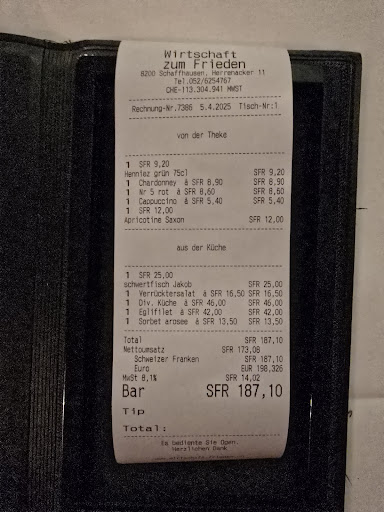 Wirtschaft
zum Frieden
8200 Schaffhausen, Herrenacker 11
Tel.052/6254767
CHE-113.304.941 MWST
Rechnung-Nr.7386 5.4.2025 Tisch-Nr:1
von der Theke
1 SFR 9,20
Henniez grün 75cl SFR 9,20
1 Chardonnay à SFR 8,90 SFR 8,90
1 Nr 5 rot à SFR 8,60 SFR 8,60
1 Cappuccino à SFR 5,40 SFR 5,40
1 SFR 12,00
Apricotine Saxon SFR 12,00
aus der Küche
1 SFR 25,00
schwertfisch Jakob SFR 25,00
1 Verrücktersalat à SFR 16,50 SFR 16,50
1 Div. Küche à SFR 46,00 SFR 46,00
1 Eglifilet à SFR 42,00 SFR 42,00
1 Sorbet arosee à SFR 13,50 SFR 13,50
Total SFR 187,10
Nettoumsatz SFR 173,08
Schweizer Franken SFR 187,10
Euro EUR 198,326
MwSt 8,1% SFR 14,02
Bar SFR 187,10
Tip
Total:
Es bediente Sie Open.
Herzlichen Dank